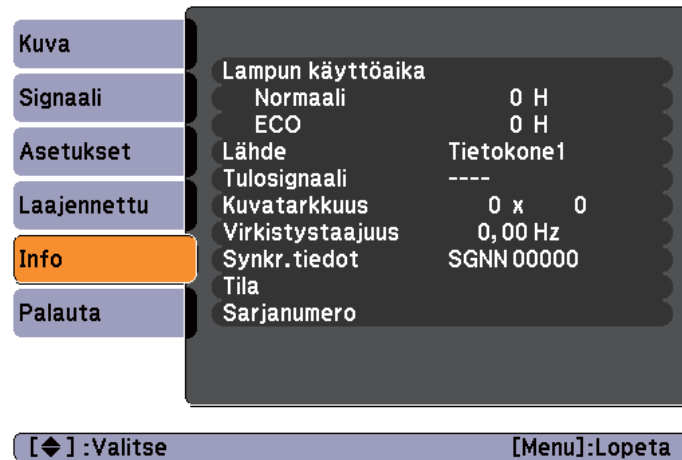 Kuva
Signaali
Asetukset
Laajennettu
Info
Palauta
Lampun käyttöaika
Normaali 0 H
ECO 0 H
Lähde Tietokone1
Tulosignaali ----
Kuvatarkkuus 0 x 0
Virkistystaajuus 0,00 Hz
Synkr.tiedot SGNN 00000
Tila
Sarjanumero
[◆] :Valitse [Menu]:Lopeta